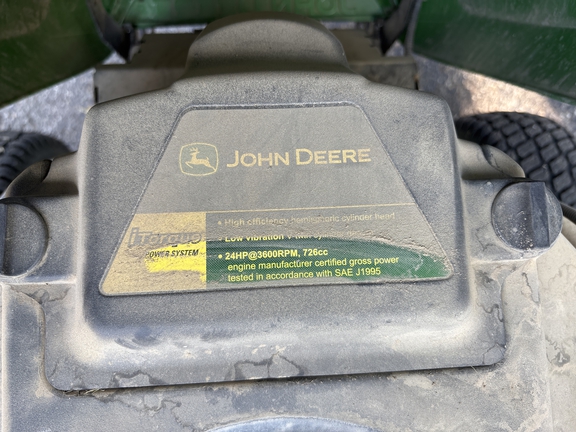 JOHN DEERE
• High efficiency hemispheric cylinder head
iTorque
POWER SYSTEM
• Low vibration V-twin
• 24HP@3600RPM, 726cc
engine manufacturer certified gross power
tested in accordance with SAE J1995